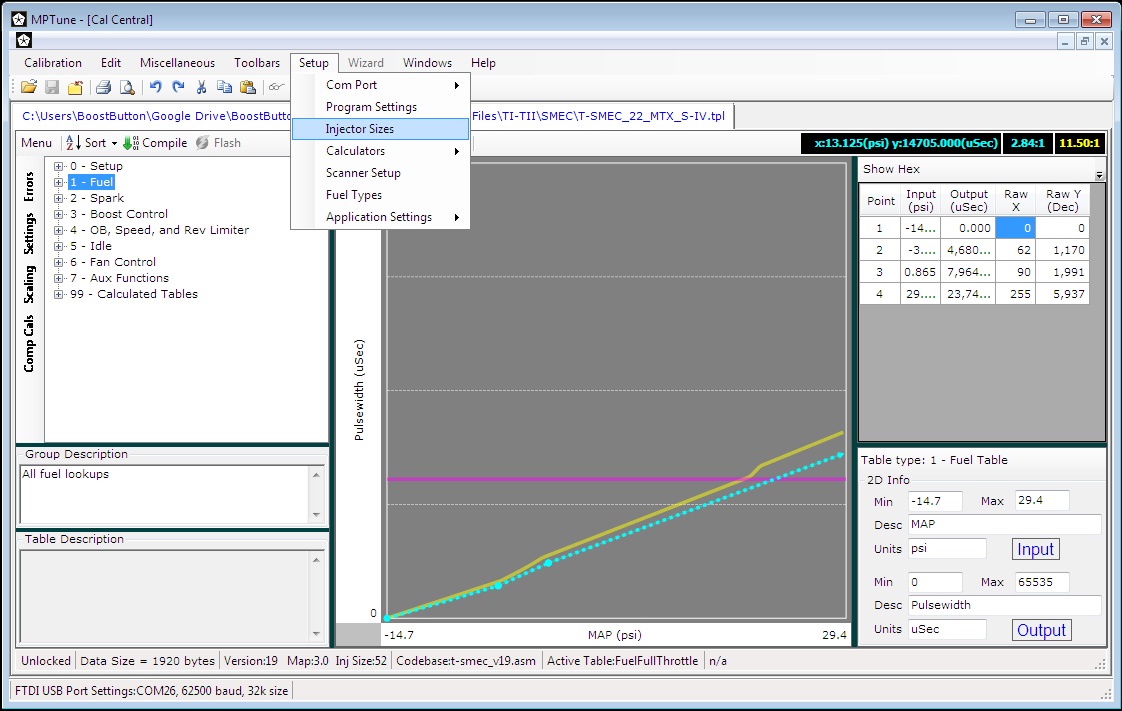 MPTune - [Cal Central]
Calibration Edit Miscellaneous Toolbars Setup Wizard Windows Help
Com Port
Program Settings
Injector Sizes
Calculators
Scanner Setup
Fuel Types
Application Settings
C:\Users\BoostButton\Google Drive\BoostButto
Files\TI-TII\SMEC\T-SMEC_22_MTX_S-IV.tpl
Menu Sort Compile Flash
x:13.125(psi) y:14705.000(uSec) 2.84:1 11.50:1
Errors
Settings
Scaling
Comp Cals
0 - Setup
1 - Fuel
2 - Spark
3 - Boost Control
4 - OB, Speed, and Rev Limiter
5 - Idle
6 - Fan Control
7 - Aux Functions
99 - Calculated Tables
Group Description
All fuel lookups
Table Description
Pulsewidth (uSec)
0
-14.7 MAP (psi) 29.4
Show Hex
Point Input (psi) Output (uSec) Raw X Raw Y (Dec)
1 -14... 0.000 0 0
2 -3.... 4,680... 62 1,170
3 0.865 7,964... 90 1,991
4 29.... 23,74... 255 5,937
Table type: 1 - Fuel Table
2D Info
Min -14.7 Max 29.4
Desc MAP
Units psi Input
Min 0 Max 65535
Desc Pulsewidth
Units uSec Output
Unlocked Data Size = 1920 bytes Version:19 Map:3.0 Inj Size:52 Codebase:t-smec_v19.asm Active Table:FuelFullThrottle n/a
FTDI USB Port Settings:COM26, 62500 baud, 32k size